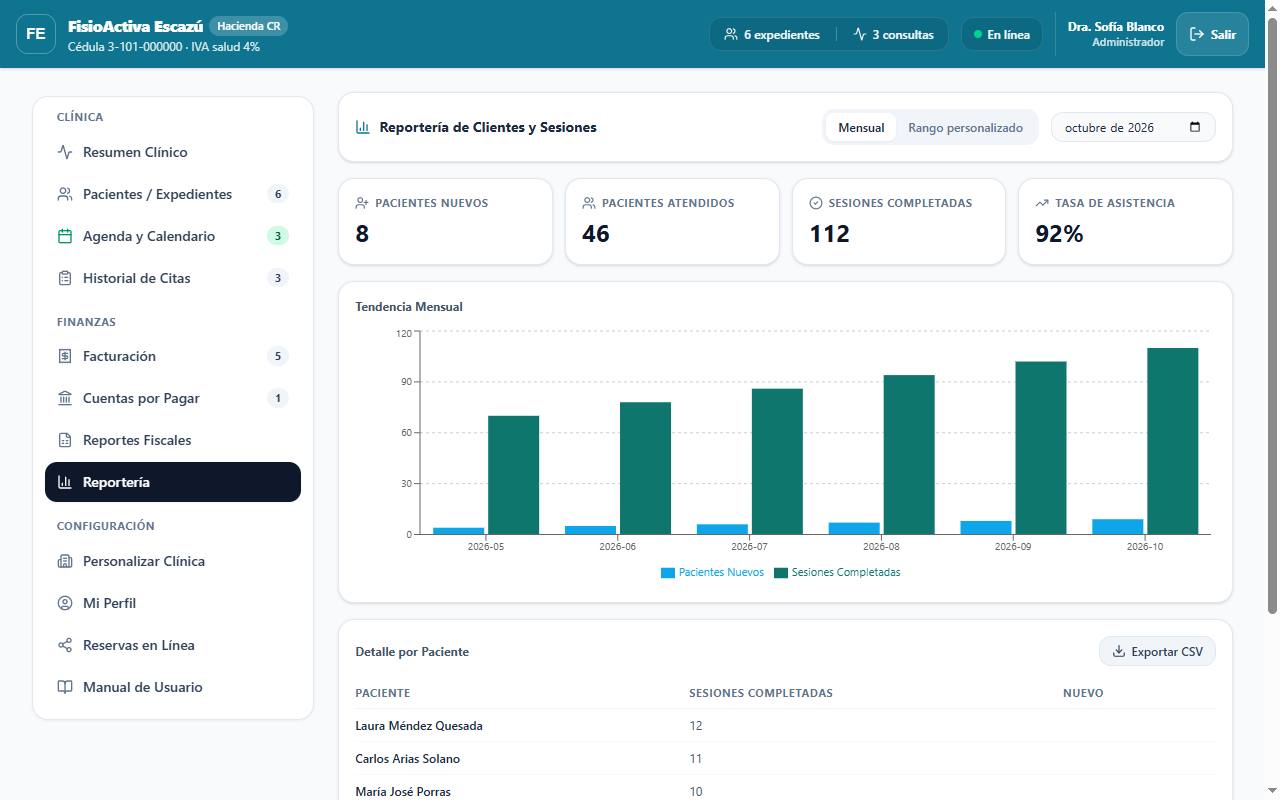 FE
FisioActiva Escazú
Hacienda CR
Cédula 3-101-000000 · IVA salud 4%
6 expedientes
3 consultas
En línea
Dra. Sofía Blanco
Administrador
Salir
CLÍNICA
Resumen Clínico
Pacientes / Expedientes 6
Agenda y Calendario 3
Historial de Citas 3
FINANZAS
Facturación 5
Cuentas por Pagar 1
Reportes Fiscales
Reportería
CONFIGURACIÓN
Personalizar Clínica
Mi Perfil
Reservas en Línea
Manual de Usuario
Reportería de Clientes y Sesiones
Mensual
Rango personalizado
octubre de 2026
PACIENTES NUEVOS
8
PACIENTES ATENDIDOS
46
SESIONES COMPLETADAS
112
TASA DE ASISTENCIA
92%
Tendencia Mensual
120
90
60
30
0
2026-05 2026-06 2026-07 2026-08 2026-09 2026-10
Pacientes Nuevos Sesiones Completadas
Detalle por Paciente
Exportar CSV
PACIENTE SESIONES COMPLETADAS NUEVO
Laura Méndez Quesada 12
Carlos Arias Solano 11
María José Porras 10